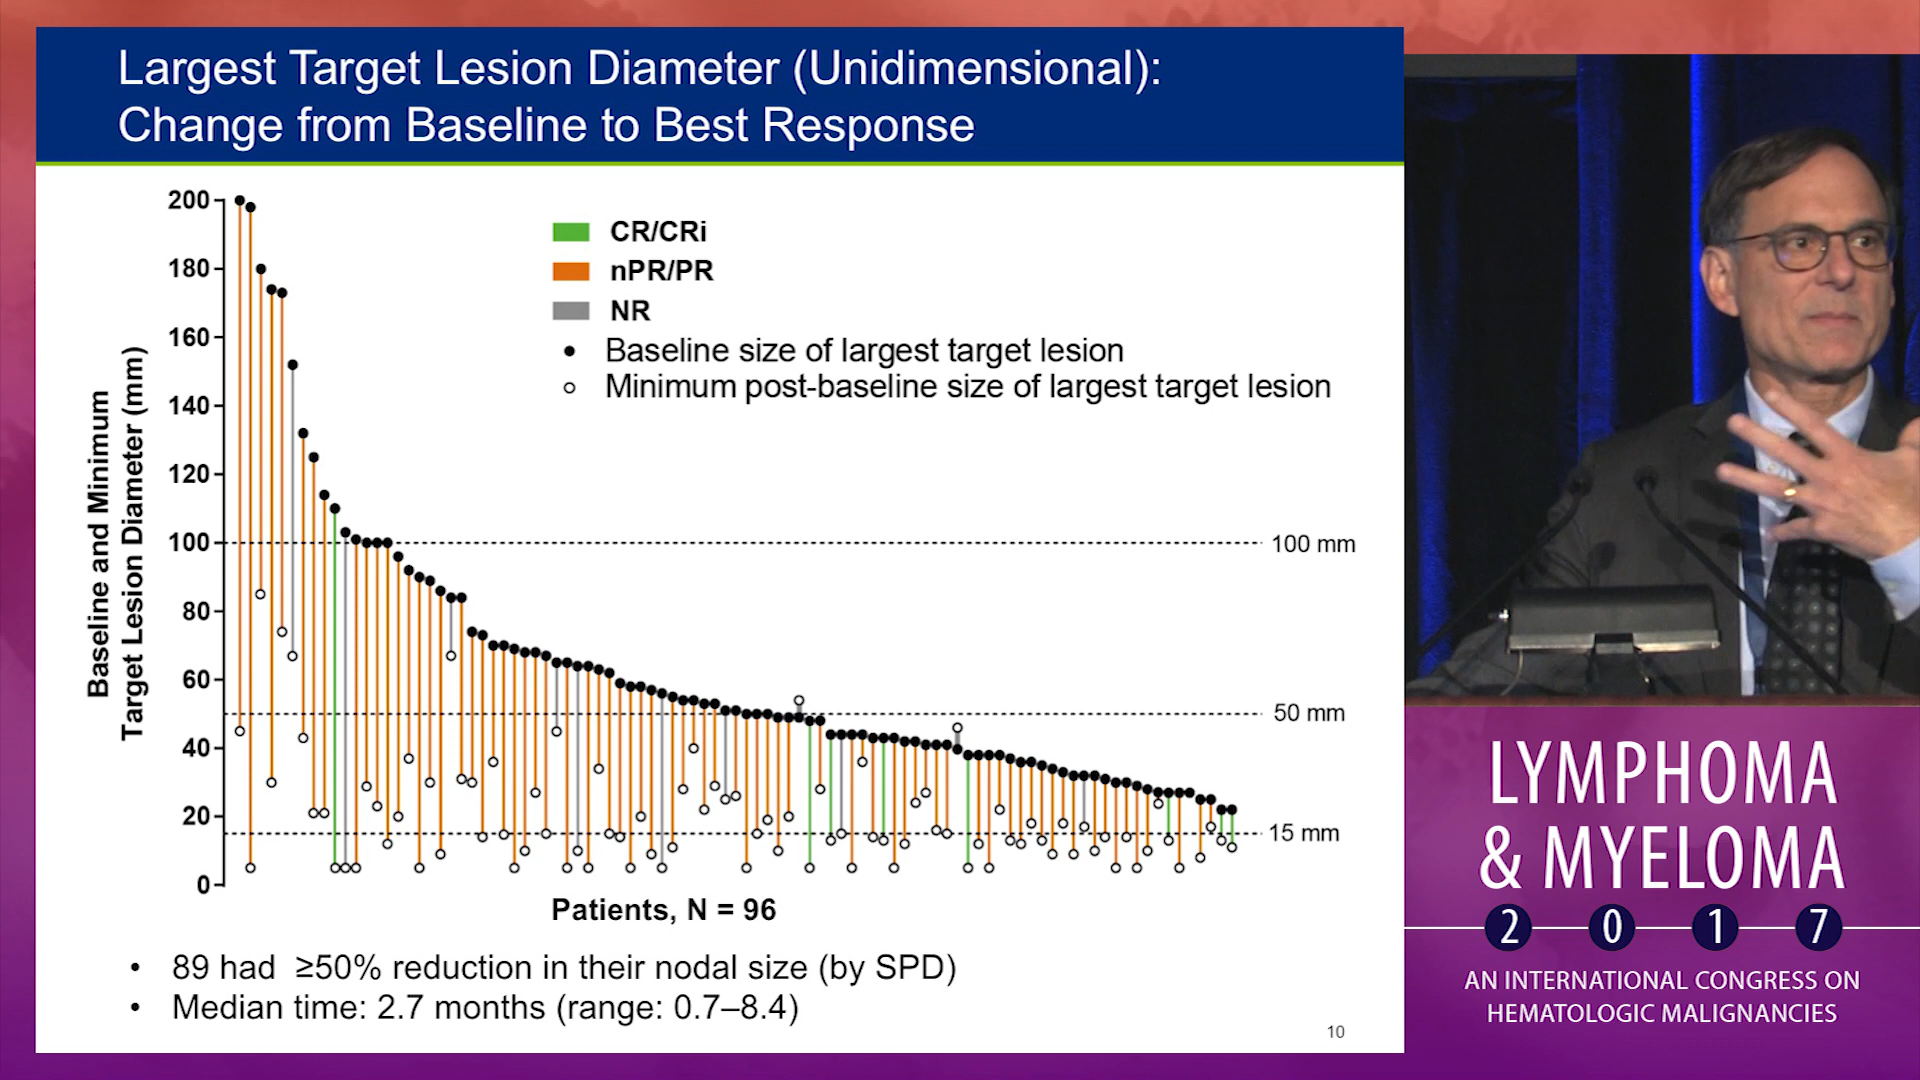 Largest Target Lesion Diameter (Unidimensional):
Change from Baseline to Best Response
Baseline and Minimum
Target Lesion Diameter (mm)
200
180
160
140
120
100
80
60
40
20
0
CR/CRi
nPR/PR
NR
Baseline size of largest target lesion
Minimum post-baseline size of largest target lesion
100 mm
50 mm
15 mm
Patients, N = 96
• 89 had ≥50% reduction in their nodal size (by SPD)
• Median time: 2.7 months (range: 0.7–8.4)
10
LYMPHOMA
& MYELOMA
2 0 1 7
AN INTERNATIONAL CONGRESS ON
HEMATOLOGIC MALIGNANCIES